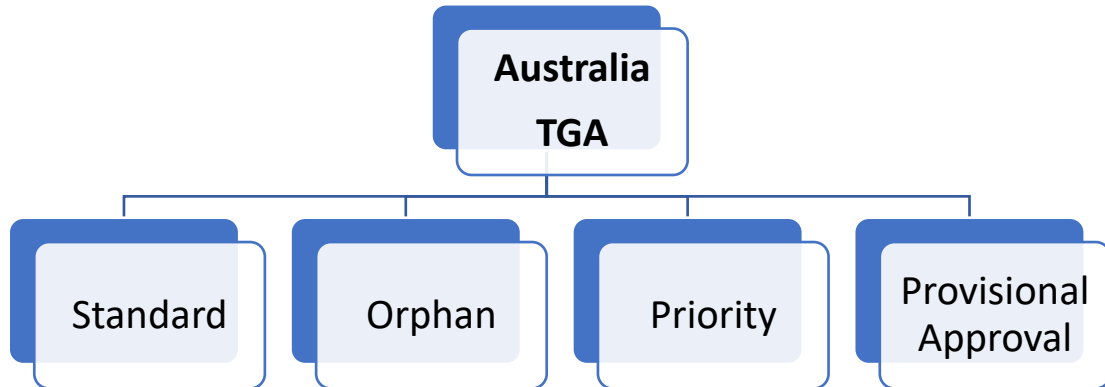 Australia
TGA
Standard
Orphan
Priority
Provisional
Approval